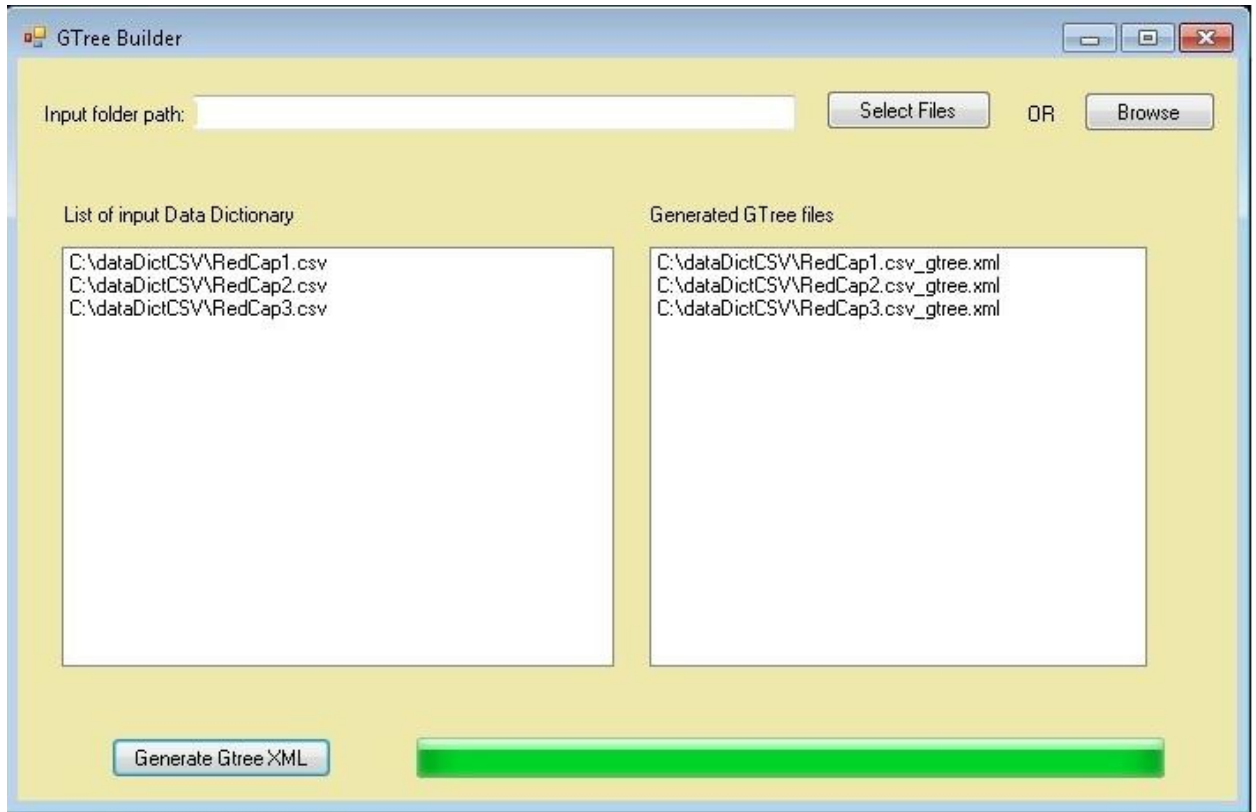 GTree Builder
Input folder path:
Select Files
OR
Browse
List of input Data Dictionary
Generated GTree files
C:\dataDictCSV\RedCap1.csv
C:\dataDictCSV\RedCap2.csv
C:\dataDictCSV\RedCap3.csv
C:\dataDictCSV\RedCap1.csv_gtree.xml
C:\dataDictCSV\RedCap2.csv_gtree.xml
C:\dataDictCSV\RedCap3.csv_gtree.xml
Generate Gtree XML